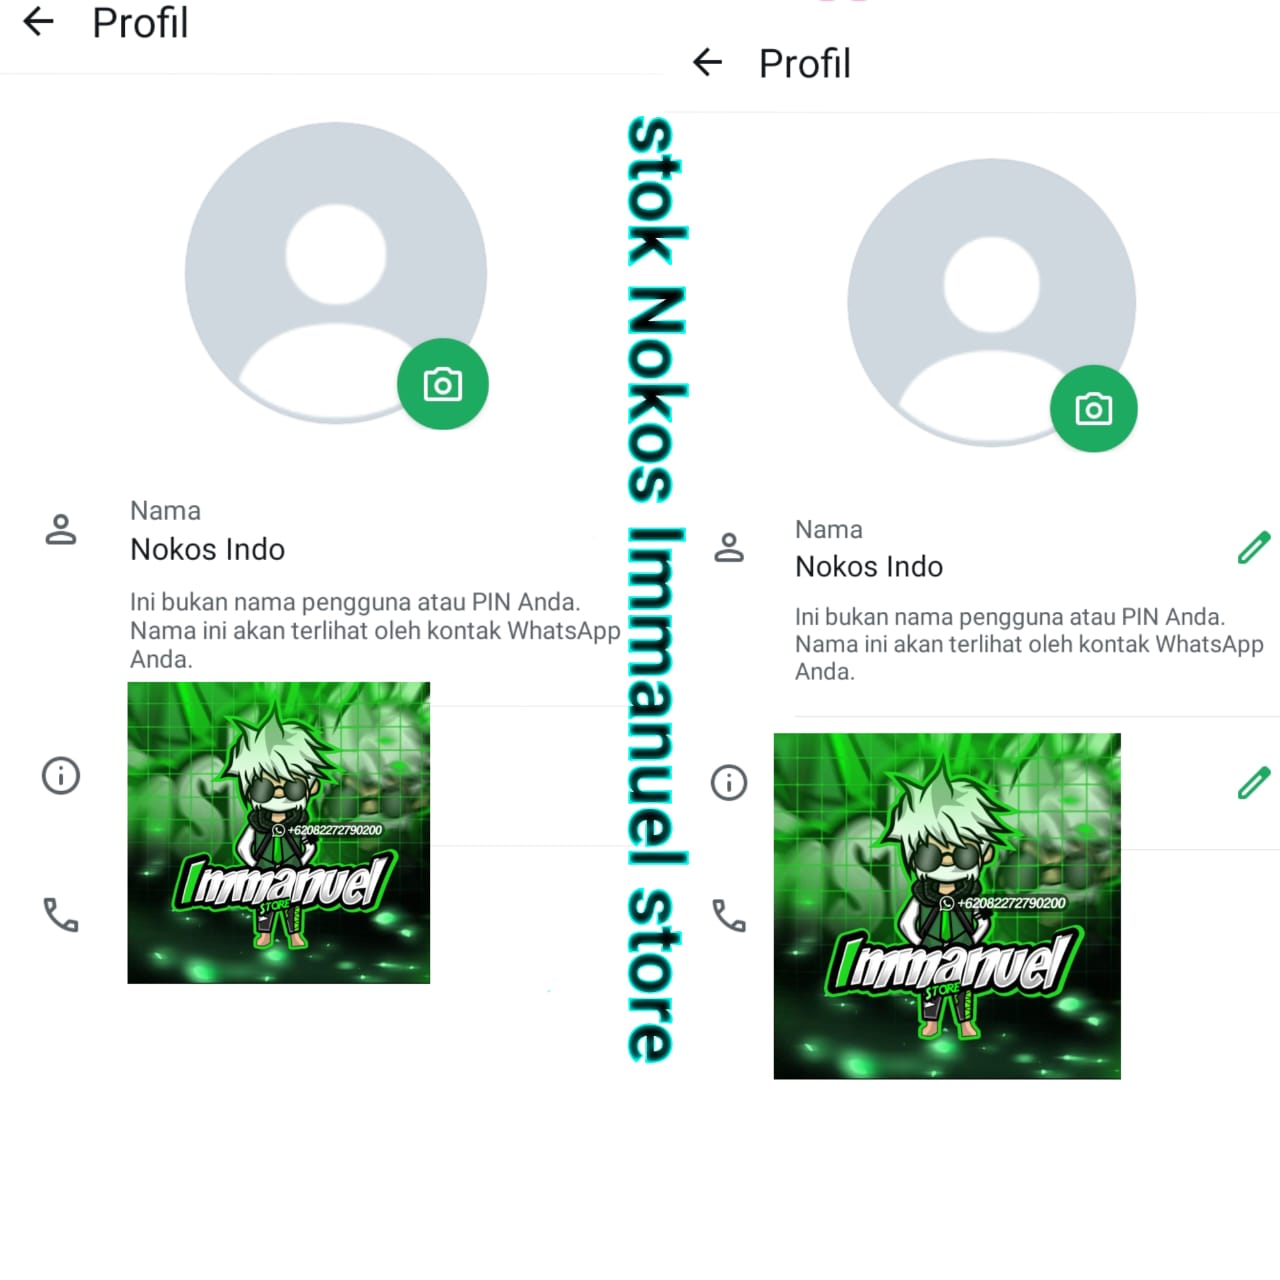 Profil
Nama
Nokos Indo
Ini bukan nama pengguna atau PIN Anda.
Nama ini akan terlihat oleh kontak WhatsApp
Anda.
+62082272790200
Immanuel
STORE
stok Nokos Immanuel store
Profil
Nama
Nokos Indo
Ini bukan nama pengguna atau PIN Anda.
Nama ini akan terlihat oleh kontak WhatsApp
Anda.
+62082272790200
Immanuel
STORE